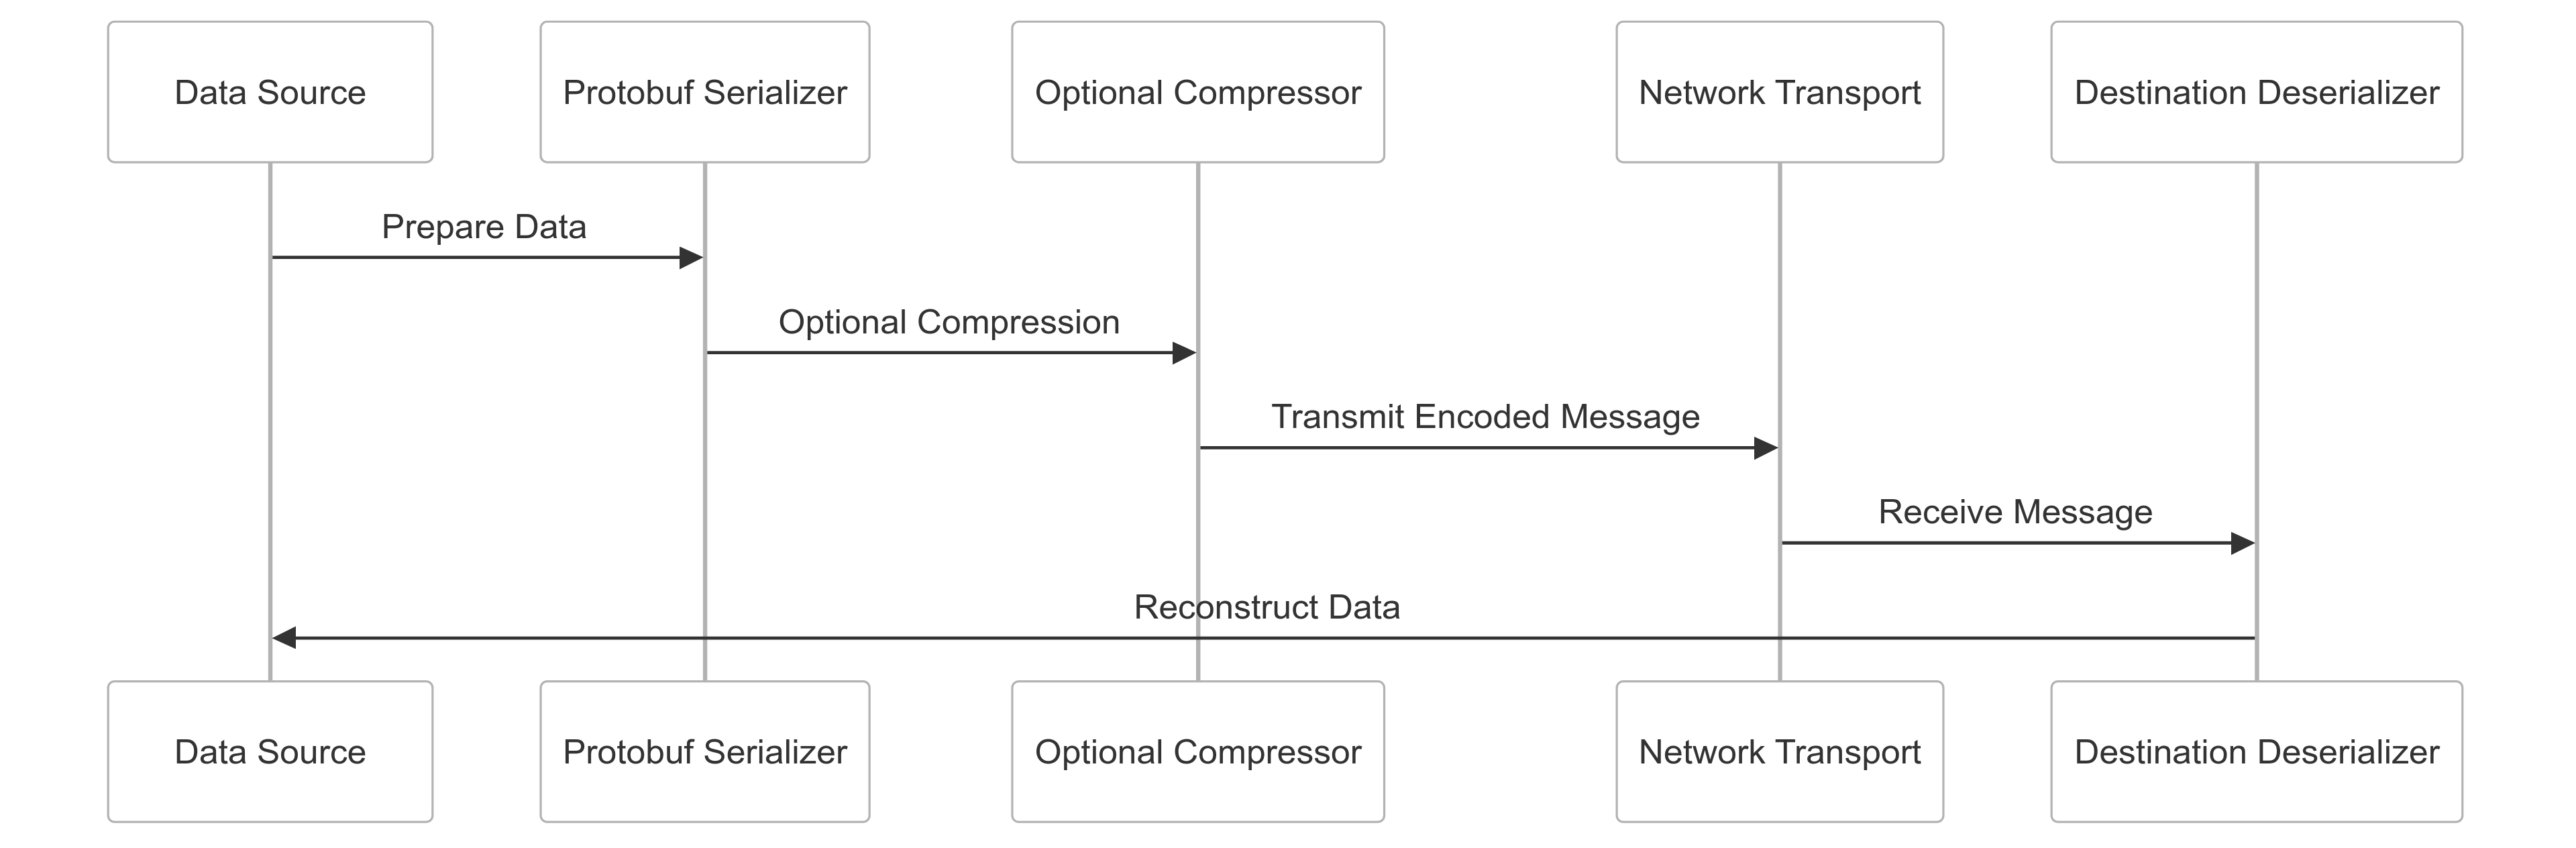 Data Source
Protobuf Serializer
Optional Compressor
Network Transport
Destination Deserializer
Prepare Data
Optional Compression
Transmit Encoded Message
Receive Message
Reconstruct Data
Data Source
Protobuf Serializer
Optional Compressor
Network Transport
Destination Deserializer